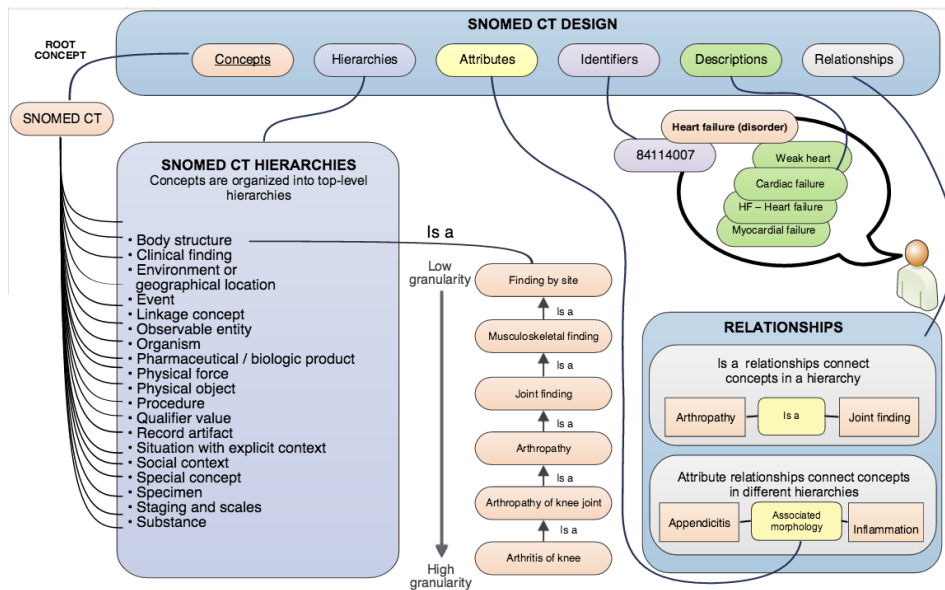 SNOMED CT DESIGN
ROOT
CONCEPT
Concepts
Hierarchies
Attributes
Identifiers
Descriptions
Relationships
SNOMED CT
SNOMED CT HIERARCHIES
Concepts are organized into top-level
hierarchies
• Body structure
• Clinical finding
• Environment or
geographical location
• Event
• Linkage concept
• Observable entity
• Organism
• Pharmaceutical / biologic product
• Physical force
• Physical object
• Procedure
• Qualifier value
• Record artifact
• Situation with explicit context
• Social context
• Special concept
• Specimen
• Staging and scales
• Substance
Is a
Low
granularity
High
granularity
Finding by site
Is a
Musculoskeletal finding
Is a
Joint finding
Is a
Arthropathy
Is a
Arthropathy of knee joint
Is a
Arthritis of knee
Heart failure (disorder)
84114007
Weak heart
Cardiac failure
HF – Heart failure
Myocardial failure
RELATIONSHIPS
Is a relationships connect
concepts in a hierarchy
Arthropathy
Is a
Joint finding
Attribute relationships connect concepts
in different hierarchies
Appendicitis
Associated
morphology
Inflammation